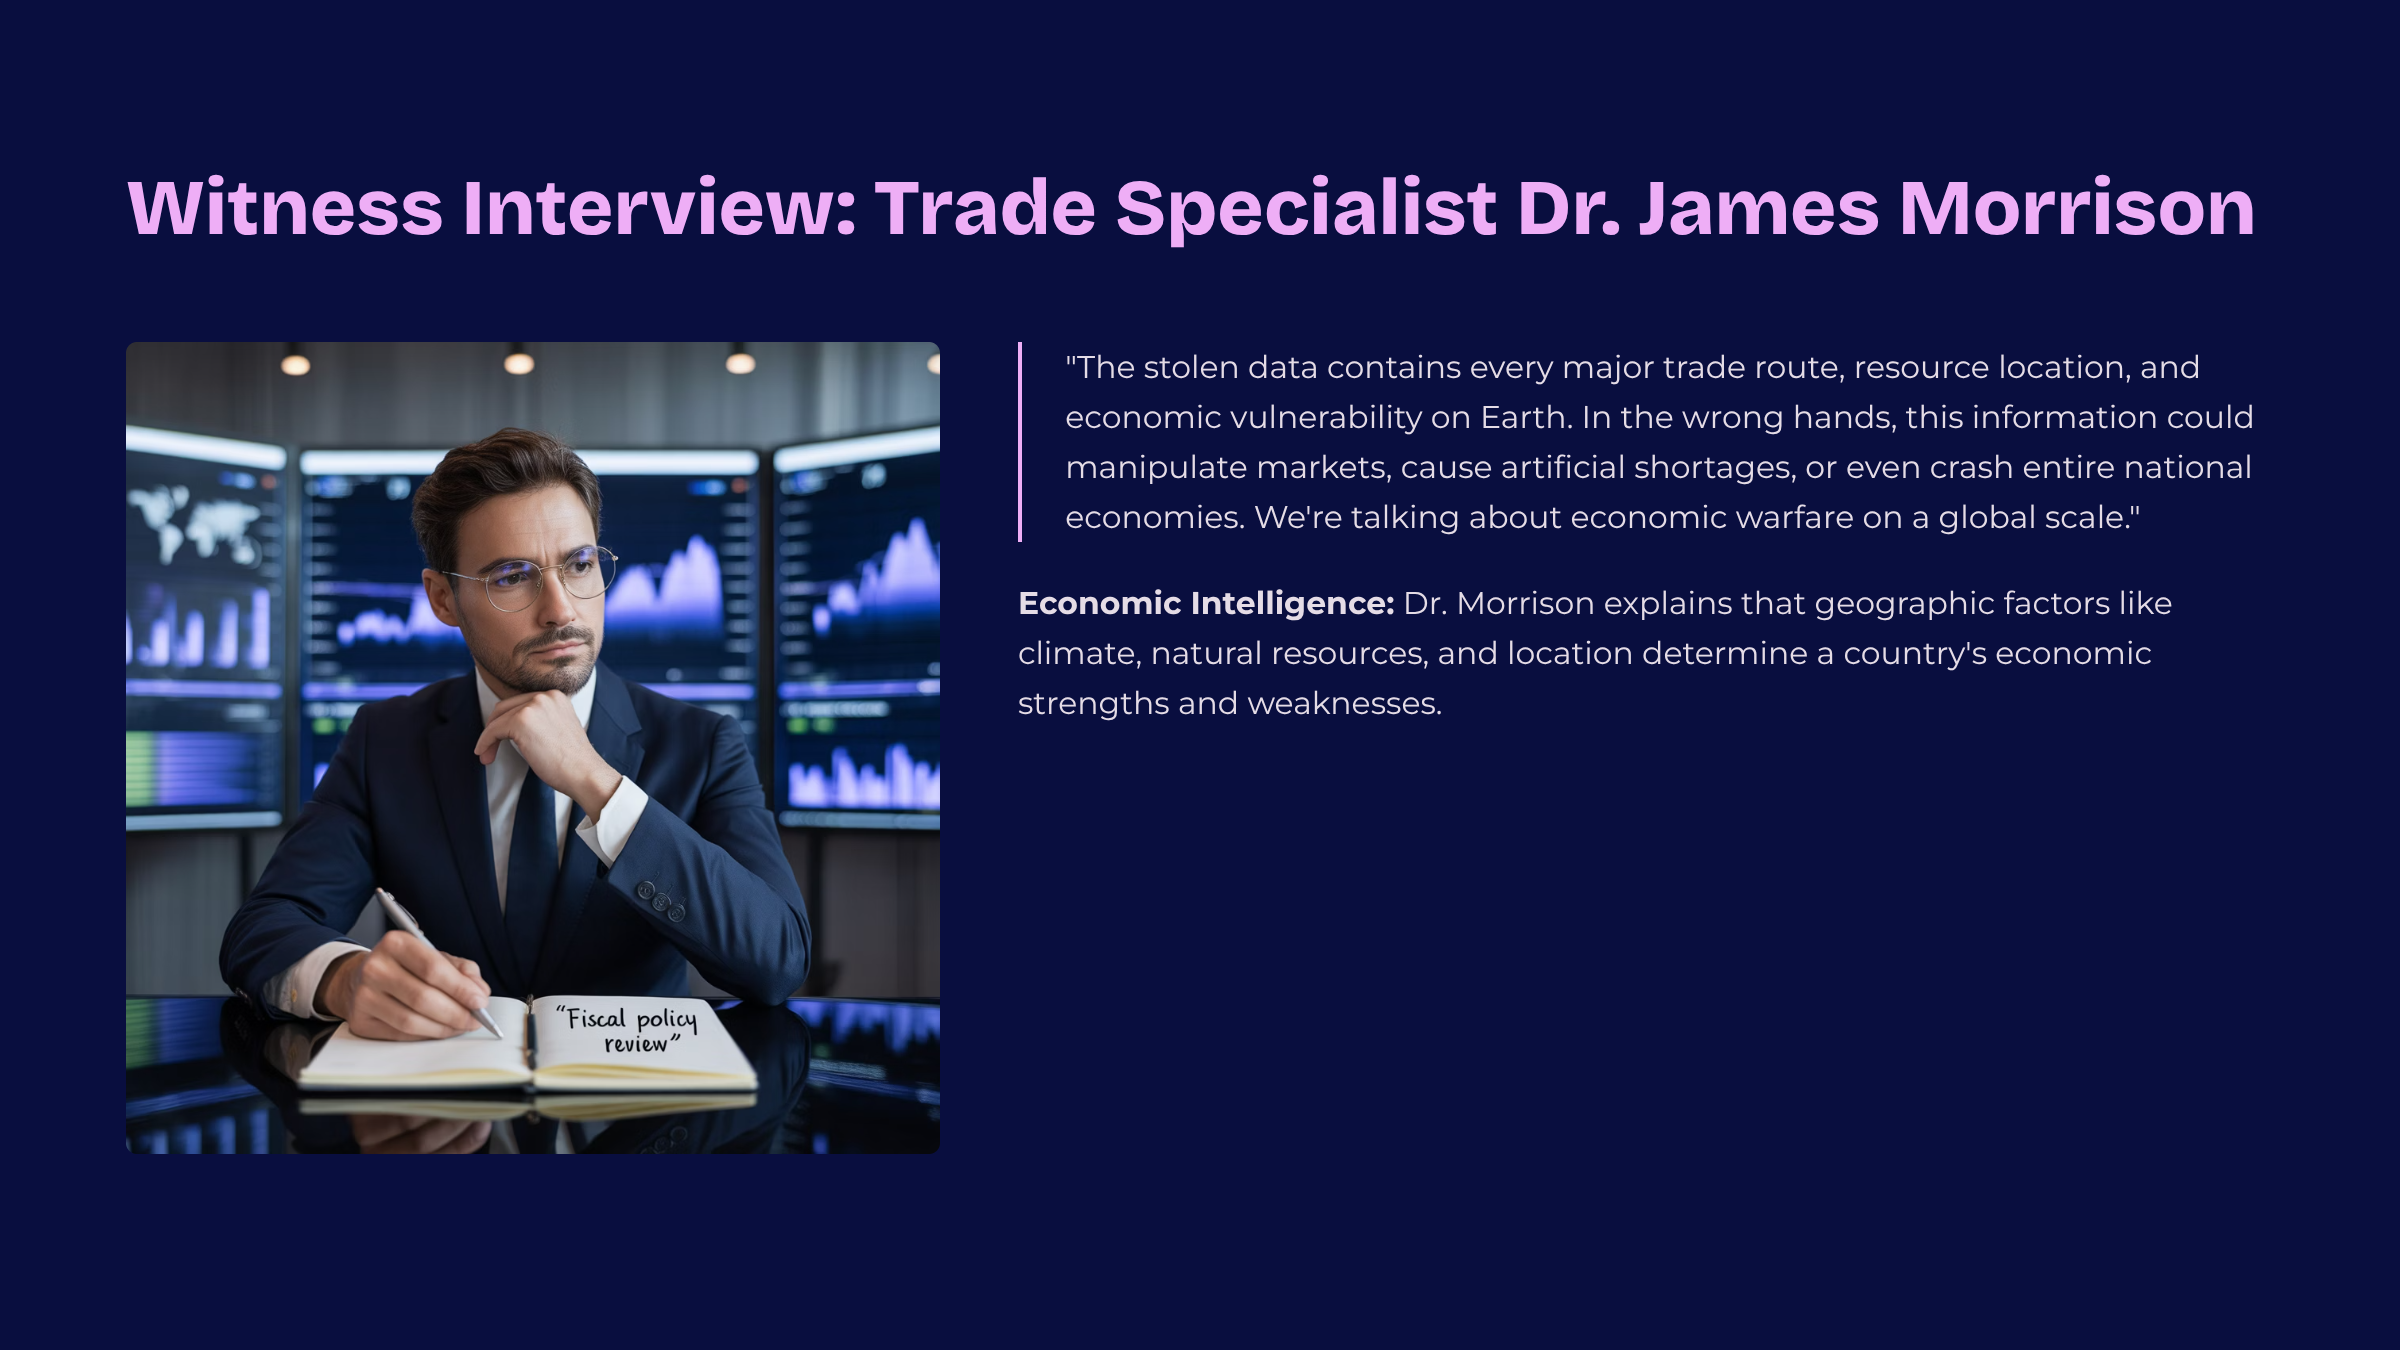 Witness Interview: Trade Specialist Dr. James Morrison
"The stolen data contains every major trade route, resource location, and
economic vulnerability on Earth. In the wrong hands, this information could
manipulate markets, cause artificial shortages, or even crash entire national
economies. We're talking about economic warfare on a global scale."
Economic Intelligence: Dr. Morrison explains that geographic factors like
climate, natural resources, and location determine a country's economic
strengths and weaknesses.
“Fiscal policy
review”